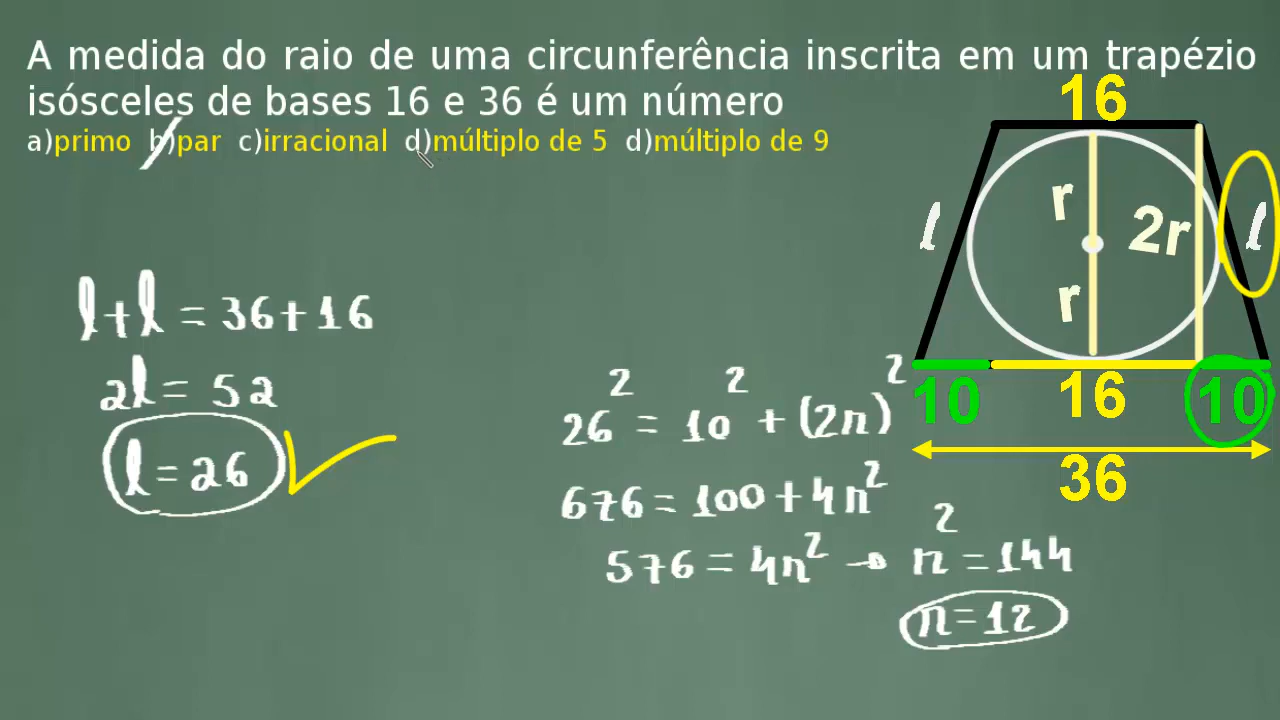 A medida do raio de uma circunferência inscrita em um trapézio
isósceles de bases 16 e 36 é um número
a)primo b)par c)irracional d)múltiplo de 5 d)múltiplo de 9
16
r
2r
l
l
r
10
16
10
36
l+l = 36+16
2l = 52
l = 26
26² = 10² + (2r)²
676 = 100 + 4r²
576 = 4r² → r² = 144
r = 12